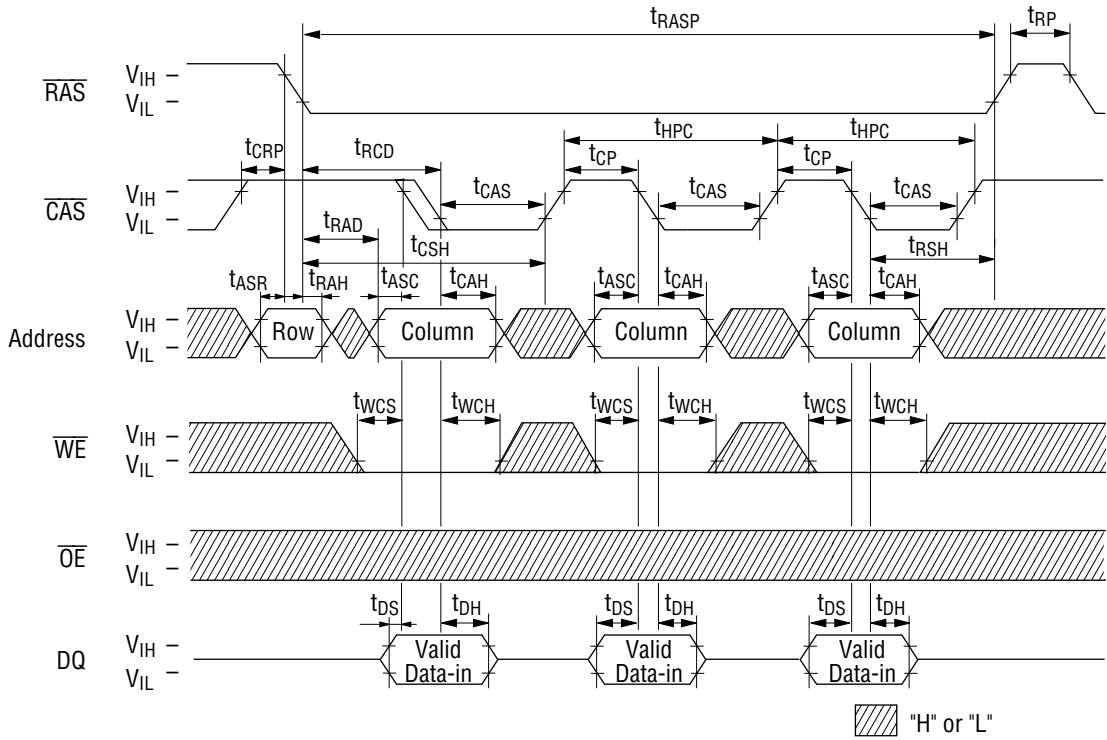 tRASP tRP
RAS VIH
VIL
tHPC tHPC
tCRP tRCD tCP tCP
CAS VIH
VIL
tCAS tCAS tCAS
tRAD
tCSH tRSH
tASR tRAH tASC tCAH tASC tCAH tASC tCAH
Address VIH
VIL
Row Column Column Column
tWCS tWCH tWCS tWCH tWCS tWCH
WE VIH
VIL
OE VIH
VIL
tDS tDH tDS tDH tDS tDH
DQ VIH
VIL
Valid Data-in
Valid Data-in
Valid Data-in
"H" or "L"